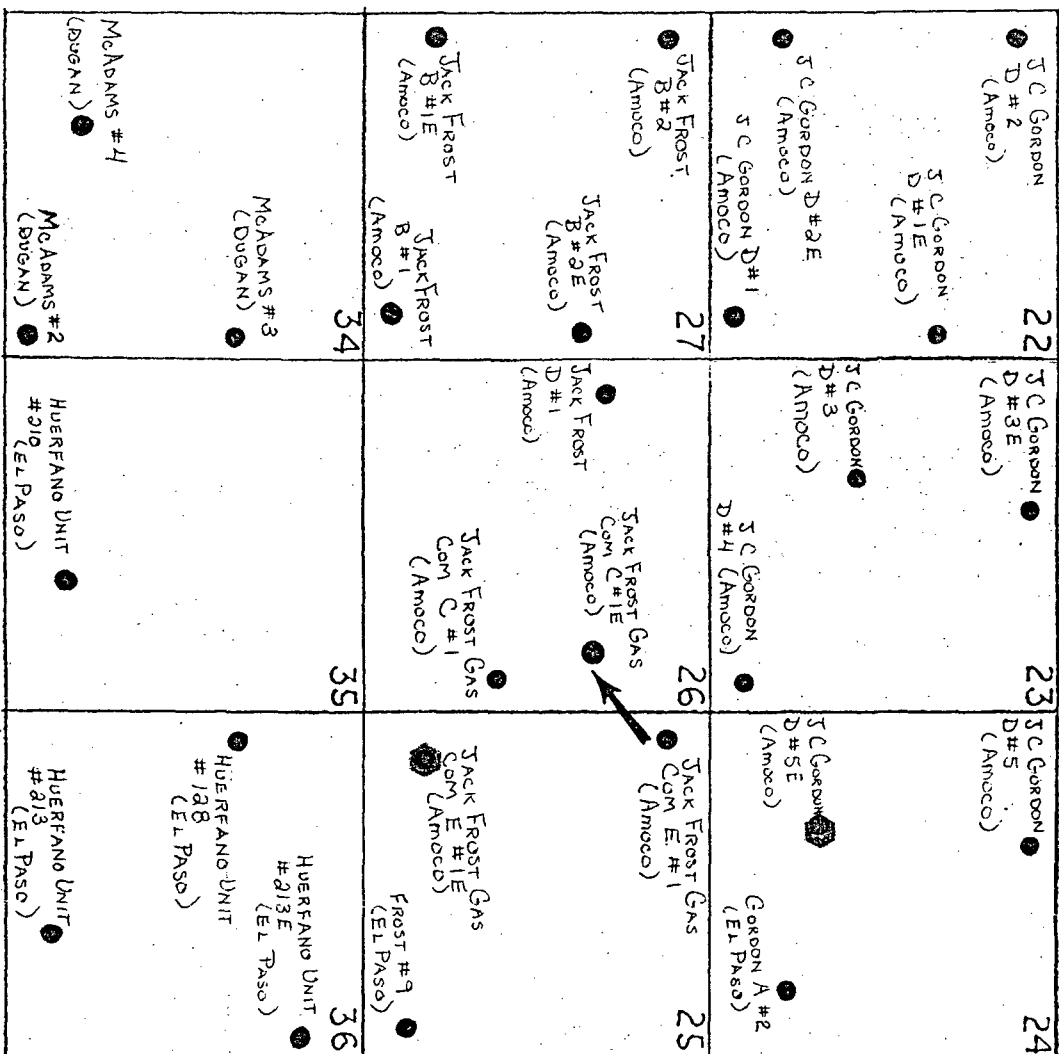 22
J C GORDON
D #2
(AMOCO)
J C GORDON
D #1E
(AMOCO)
J C GORDON D #2E
(AMOCO)
J C GORDON D #1
(AMOCO)
23
J C GORDON
D #3E
(AMOCO)
J C GORDON
D #3
(AMOCO)
J C GORDON
D #4 (AMOCO)
24
J C GORDON
D #5
(AMOCO)
J C GORDON
D #5E
(AMOCO)
GORDON A #2
(EL PASO)
27
JACK FROST
B #2
(AMOCO)
JACK FROST
B #2E
(AMOCO)
JACK FROST
B #1E
(AMOCO)
JACK FROST
B #1
(AMOCO)
26
JACK FROST
D #1
(AMOCO)
JACK FROST GAS
COM C #1E
(AMOCO)
JACK FROST GAS
COM C #1
(AMOCO)
25
JACK FROST GAS
COM E #1
(AMOCO)
JACK FROST GAS
COM E #1E
(AMOCO)
FROST #9
(EL PASO)
34
MCADAMS #3
(DUGAN)
MCADAMS #4
(DUGAN)
MCADAMS #2
(DUGAN)
35
HUERFANO UNIT
#210
(EL PASO)
36
HUERFANO UNIT
#213E
(EL PASO)
HUERFANO UNIT
#128
(EL PASO)
HUERFANO UNIT
#213
(EL PASO)